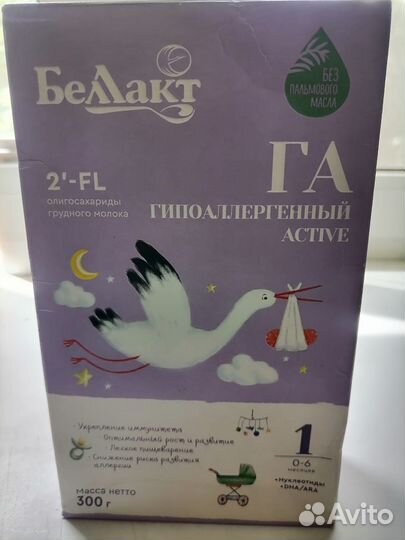 Беллакт
БЕЗ
ПАЛЬМОВОГО
МАСЛА
2'-FL
олигосахариды
грудного молока
ГА
ГИПОАЛЛЕРГЕННЫЙ
ACTIVE
- Укрепление иммунитета
- Оптимальный рост и развитие
- Легкое пищеварение
- Снижение риска развития
аллергии
1
0-6
месяцев
+Нуклеотиды
+DHA/ARA
масса нетто
300 г
Avito